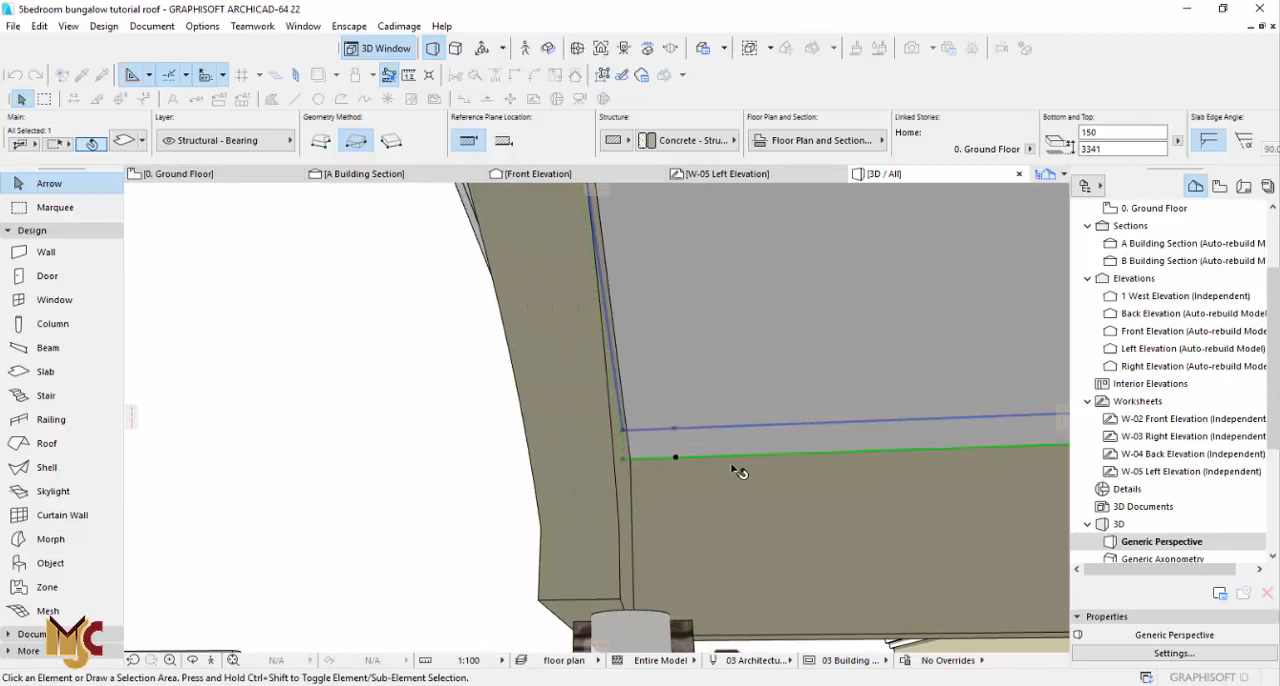 5bedroom bungalow tutorial roof - GRAPHISOFT ARCHICAD-64 22
File Edit View Design Document Options Teamwork Window Enscape Cadimage Help
3D Window
Main:
All Selected: 1
Layer:
Structural - Bearing
Geometry Method:
Reference Plane Location:
Structure:
Concrete - Stru...
Floor Plan and Section:
Floor Plan and Section...
Linked Stories:
Home:
0. Ground Floor
Bottom and Top:
150
3341
Slab Edge Angle:
90.0
[0. Ground Floor]
[A Building Section]
[Front Elevation]
[W-05 Left Elevation]
[3D / All]
Arrow
Marquee
Design
Wall
Door
Window
Column
Beam
Slab
Stair
Railing
Roof
Shell
Skylight
Curtain Wall
Morph
Object
Zone
Mesh
Docum
More
MSC
0. Ground Floor
Sections
A Building Section (Auto-rebuild M
B Building Section (Auto-rebuild M
Elevations
1 West Elevation (Independent)
Back Elevation (Auto-rebuild Mode
Front Elevation (Auto-rebuild Mode
Left Elevation (Auto-rebuild Model)
Right Elevation (Auto-rebuild Mode
Interior Elevations
Worksheets
W-02 Front Elevation (Independent
W-03 Right Elevation (Independent
W-04 Back Elevation (Independent
W-05 Left Elevation (Independent)
Details
3D Documents
3D
Generic Perspective
Generic Axonometry
Properties
Generic Perspective
Settings...
N/A
N/A
1:100
floor plan
Entire Model
03 Architectu...
03 Building ...
No Overrides
Click an Element or Draw a Selection Area. Press and Hold Ctrl+Shift to Toggle Element/Sub-Element Selection.
GRAPHISOFT ID